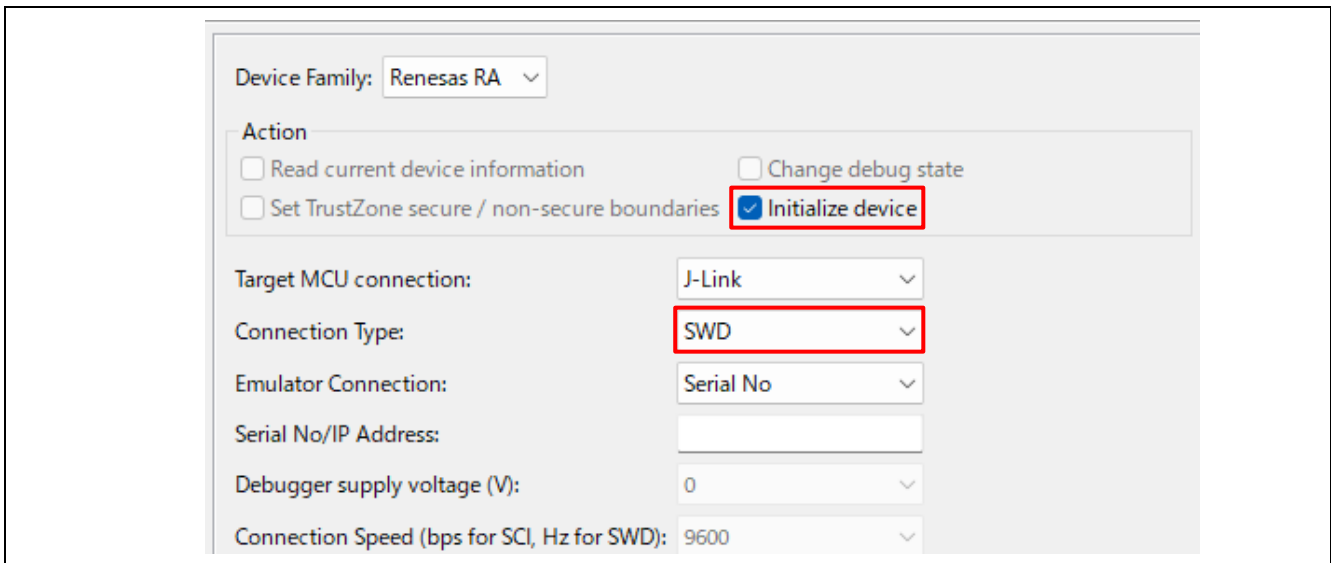 Device Family: Renesas RA
Action
Read current device information Change debug state
Set TrustZone secure / non-secure boundaries Initialize device
Target MCU connection: J-Link
Connection Type: SWD
Emulator Connection: Serial No
Serial No/IP Address:
Debugger supply voltage (V): 0
Connection Speed (bps for SCI, Hz for SWD): 9600